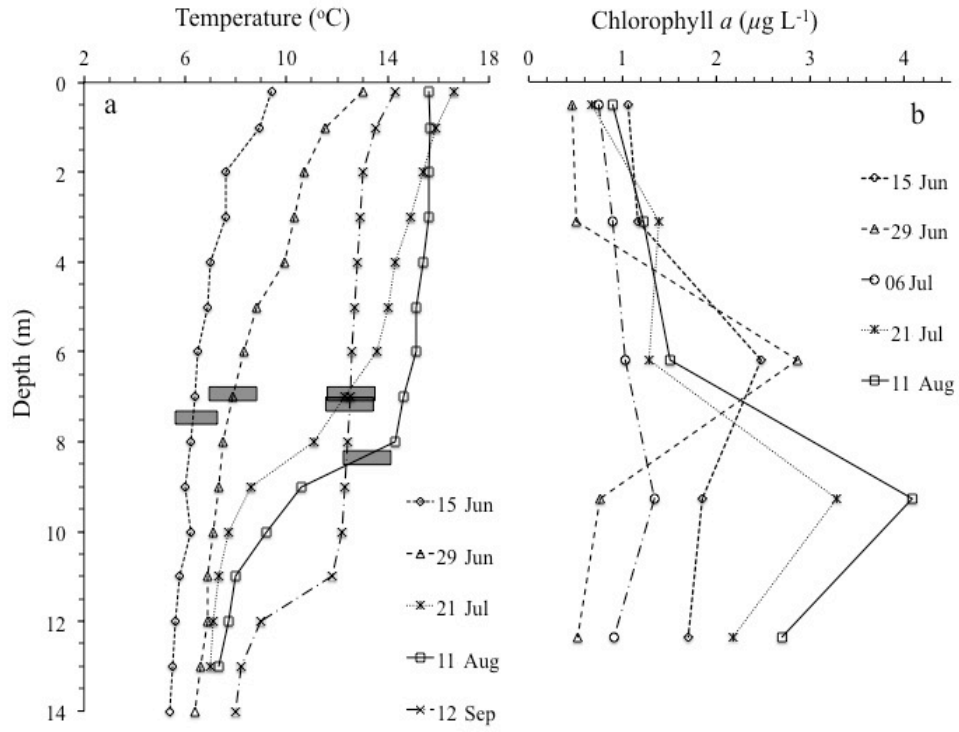 Temperature (°C)
Chlorophyll a (µg L-1)
2 6 10 14 18
0 1 2 3 4
0
2
4
6
8
10
12
14
Depth (m)
a
b
15 Jun
29 Jun
21 Jul
11 Aug
12 Sep
15 Jun
29 Jun
06 Jul
21 Jul
11 Aug